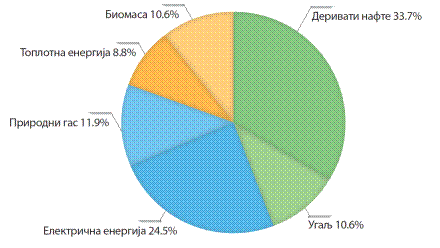 Биомаса 10.6%
Деривати нафте 33.7%
Топлотна енергија 8.8%
Природни гас 11.9%
Угаљ 10.6%
Електрична енергија 24.5%